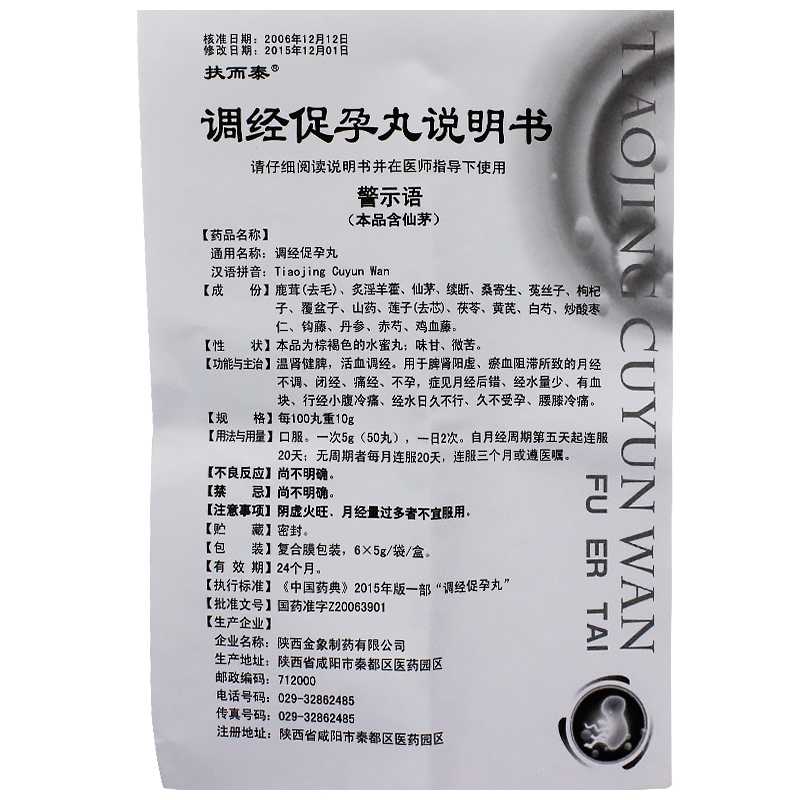 核准日期：2006年12月12日
修改日期：2015年12月01日
扶而泰®
调经促孕丸说明书
请仔细阅读说明书并在医师指导下使用
警示语
（本品含仙茅）
【药品名称】
通用名称：调经促孕丸
汉语拼音：Tiaojing Cuyun Wan
【成　　份】鹿茸(去毛)、炙淫羊藿、仙茅、续断、桑寄生、菟丝子、枸杞
子、覆盆子、山药、莲子(去芯)、茯苓、黄芪、白芍、炒酸枣
仁、钩藤、丹参、赤芍、鸡血藤。
【性　　状】本品为棕褐色的水蜜丸；味甘、微苦。
【功能与主治】温肾健脾，活血调经。用于脾肾阳虚、瘀血阻滞所致的月经
不调、闭经、痛经、不孕，症见月经后错、经水量少、有血
块、行经小腹冷痛、经水日久不行、久不受孕、腰膝冷痛。
【规　　格】每100丸重10g
【用法与用量】口服。一次5g（50丸），一日2次。自月经周期第五天起连服
20天；无周期者每月连服20天，连服三个月或遵医嘱。
【不良反应】尚不明确。
【禁　　忌】尚不明确。
【注意事项】阴虚火旺、月经量过多者不宜服用。
【贮　　藏】密封。
【包　　装】复合膜包装，6×5g/袋/盒。
【有 效 期】24个月。
【执行标准】《中国药典》2015年版一部“调经促孕丸”
【批准文号】国药准字Z20063901
【生产企业】
企业名称：陕西金象制药有限公司
生产地址：陕西省咸阳市秦都区医药园区
邮政编码：712000
电话号码：029-32862485
传真号码：029-32862485
注册地址：陕西省咸阳市秦都区医药园区
TIAOJING CUYUN WAN
FU ER TAI